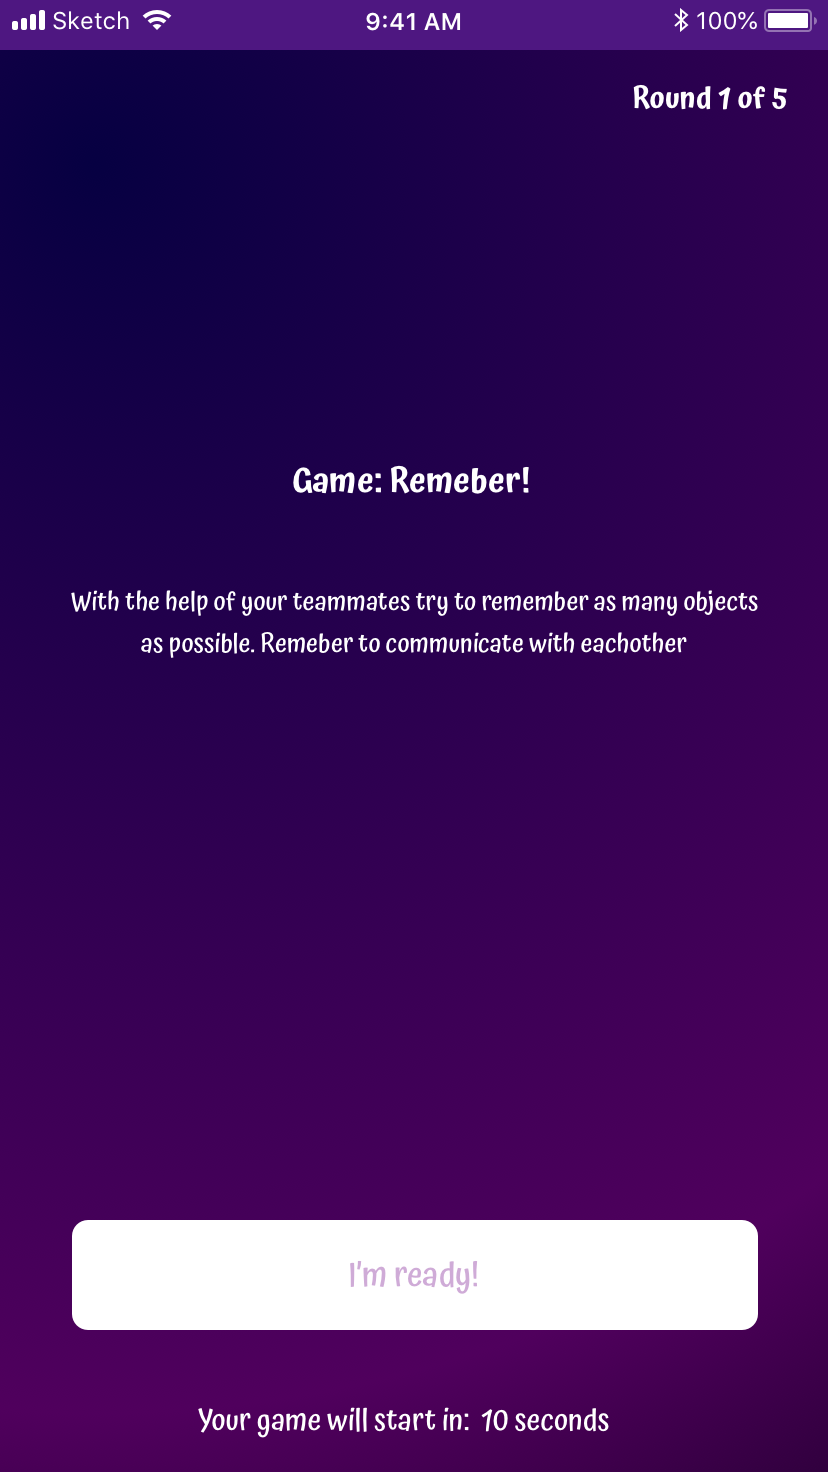 Sketch 9:41 AM 100%
Round 1 of 5
Game: Remeber!
With the help of your teammates try to remember as many objects
as possible. Remeber to communicate with eachother
I'm ready!
Your game will start in: 10 seconds